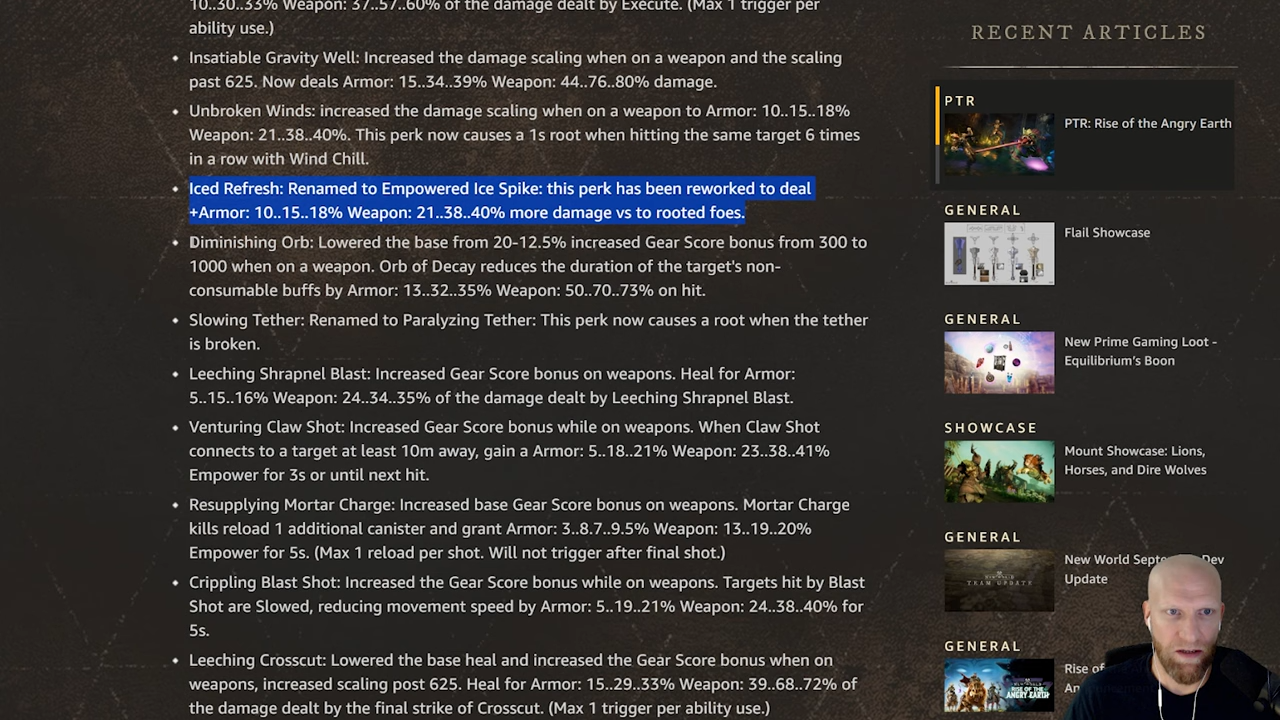 10..30..33% Weapon: 37..57..60% of the damage dealt by Execute. (Max 1 trigger per
ability use.)
Insatiable Gravity Well: Increased the damage scaling when on a weapon and the scaling
past 625. Now deals Armor: 15..34..39% Weapon: 44..76..80% damage.
Unbroken Winds: increased the damage scaling when on a weapon to Armor: 10..15..18%
Weapon: 21..38..40%. This perk now causes a 1s root when hitting the same target 6 times
in a row with Wind Chill.
Iced Refresh: Renamed to Empowered Ice Spike: this perk has been reworked to deal
+Armor: 10..15..18% Weapon: 21..38..40% more damage vs to rooted foes.
Diminishing Orb: Lowered the base from 20-12.5% increased Gear Score bonus from 300 to
1000 when on a weapon. Orb of Decay reduces the duration of the target's non-
consumable buffs by Armor: 13..32..35% Weapon: 50..70..73% on hit.
Slowing Tether: Renamed to Paralyzing Tether: This perk now causes a root when the tether
is broken.
Leeching Shrapnel Blast: Increased Gear Score bonus on weapons. Heal for Armor:
5..15..16% Weapon: 24..34..35% of the damage dealt by Leeching Shrapnel Blast.
Venturing Claw Shot: Increased Gear Score bonus while on weapons. When Claw Shot
connects to a target at least 10m away, gain a Armor: 5..18..21% Weapon: 23..38..41%
Empower for 3s or until next hit.
Resupplying Mortar Charge: Increased base Gear Score bonus on weapons. Mortar Charge
kills reload 1 additional canister and grant Armor: 3..8.7..9.5% Weapon: 13..19..20%
Empower for 5s. (Max 1 reload per shot. Will not trigger after final shot.)
Crippling Blast Shot: Increased the Gear Score bonus while on weapons. Targets hit by Blast
Shot are Slowed, reducing movement speed by Armor: 5..19..21% Weapon: 24..38..40% for
5s.
Leeching Crosscut: Lowered the base heal and increased the Gear Score bonus when on
weapons, increased scaling post 625. Heal for Armor: 15..29..33% Weapon: 39..68..72% of
the damage dealt by the final strike of Crosscut. (Max 1 trigger per ability use.)
RECENT ARTICLES
PTR
PTR: Rise of the Angry Earth
GENERAL
Flail Showcase
GENERAL
New Prime Gaming Loot -
Equilibrium's Boon
SHOWCASE
Mount Showcase: Lions,
Horses, and Dire Wolves
GENERAL
New World Dev
Update
TEAM UPDATE
GENERAL
Rise of
RISE OF THE
ANGRY EARTH